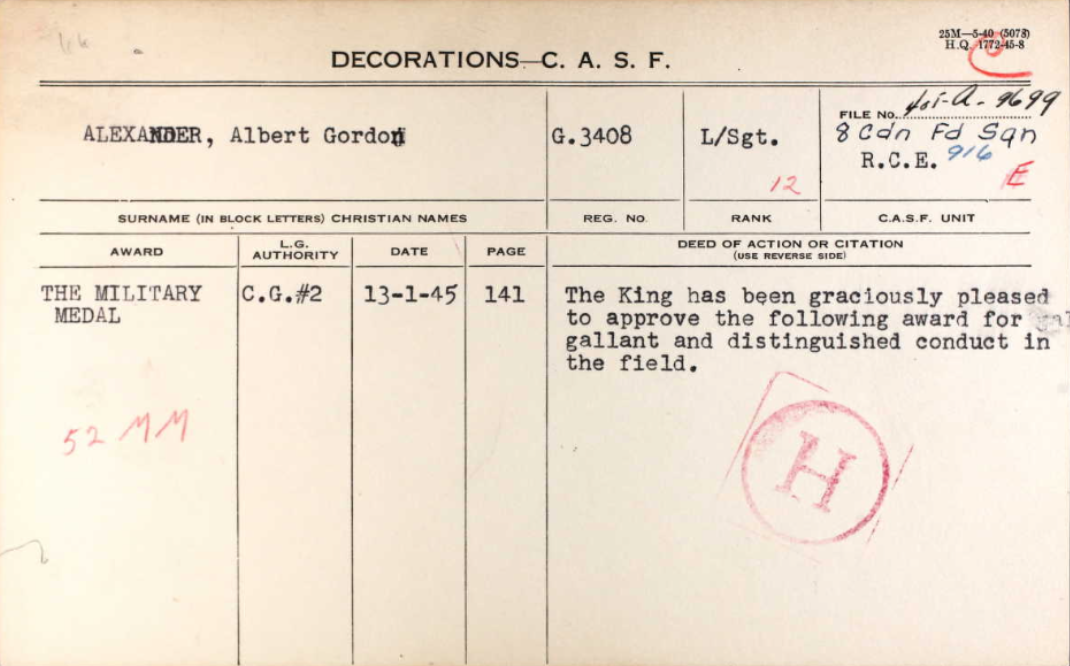 25M—5-40 (5078)
H.Q. 1772-45-8
DECORATIONS—C. A. S. F.
ALEXANDER, Albert Gordon
G.3408
L/Sgt.
12
FILE NO. 405-A-9699
8 Cdn Fd Sqn
R.C.E. 916
E
SURNAME (IN BLOCK LETTERS) CHRISTIAN NAMES
REG. NO.
RANK
C.A.S.F. UNIT
AWARD
L.G. AUTHORITY
DATE
PAGE
DEED OF ACTION OR CITATION
(USE REVERSE SIDE)
THE MILITARY
MEDAL
C.G.#2
13-1-45
141
The King has been graciously pleased
to approve the following award for
gallant and distinguished conduct in
the field.
52 MM
H